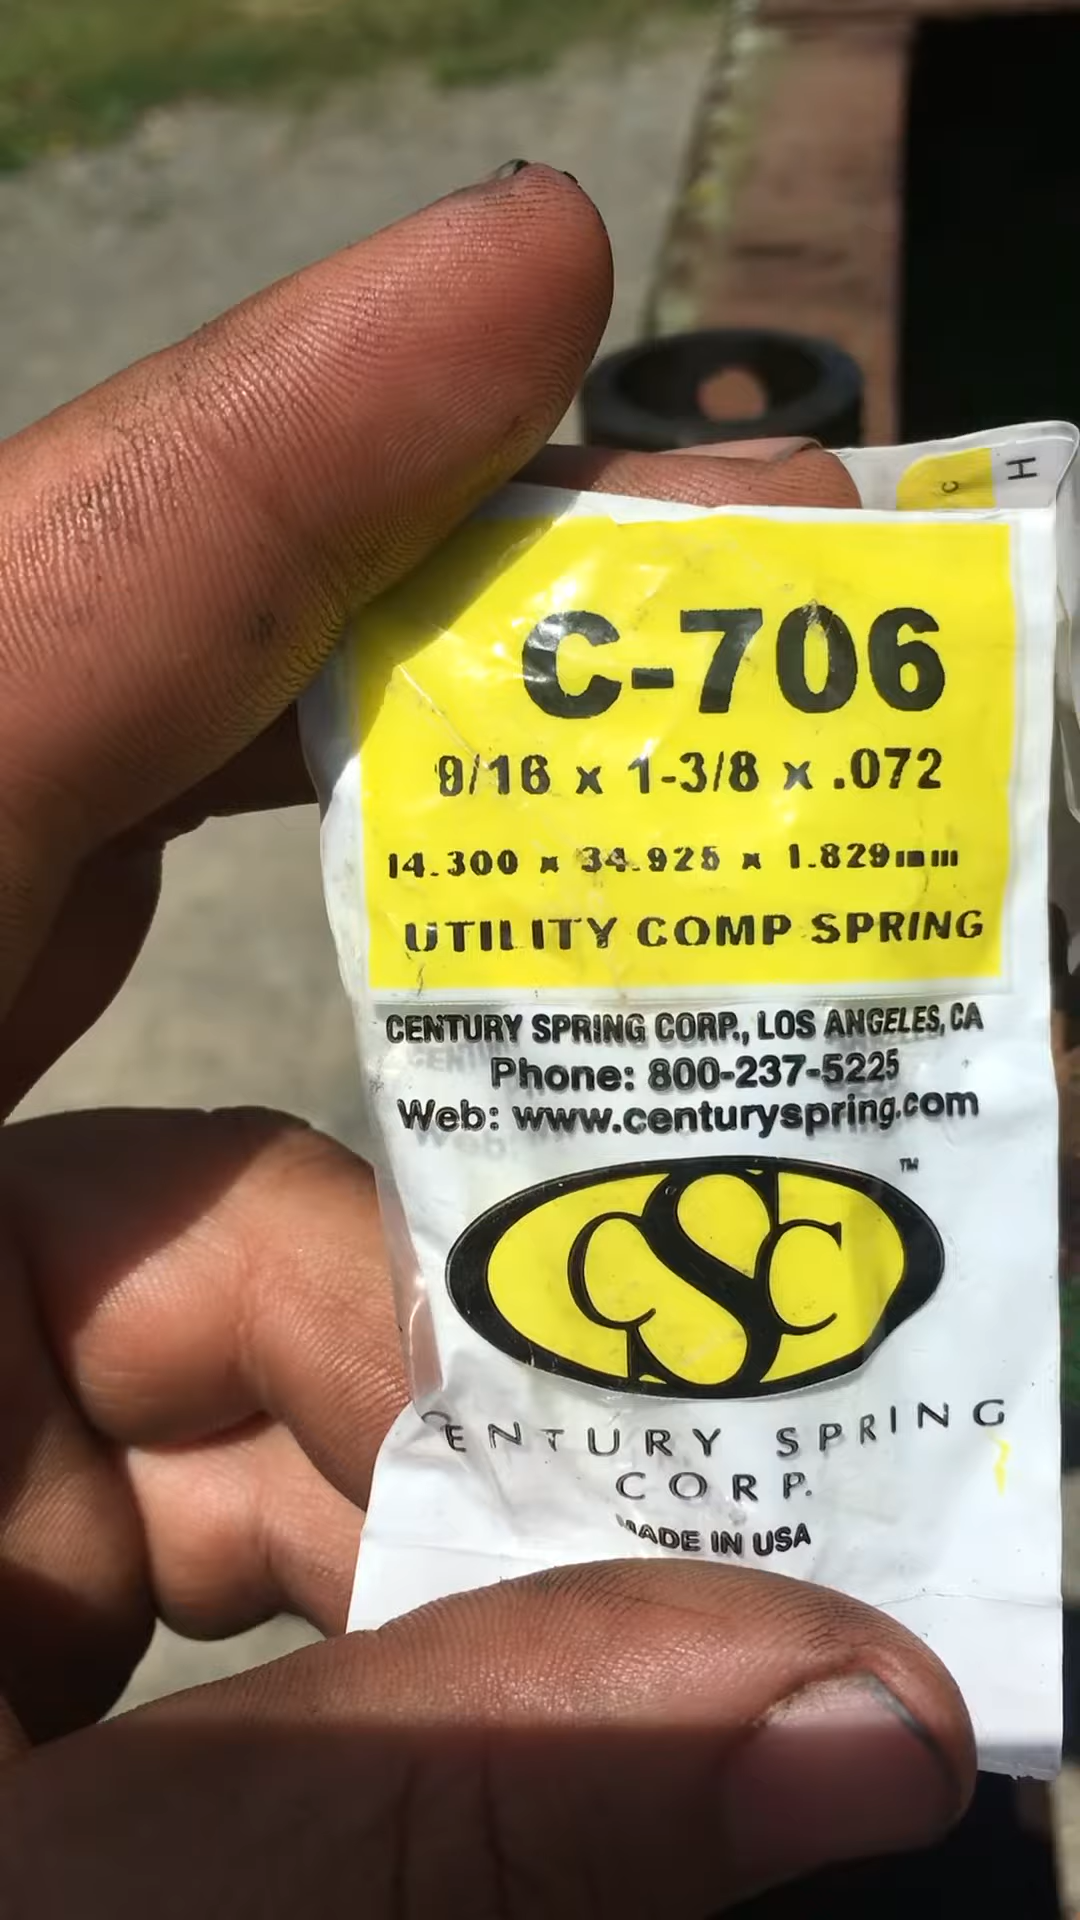 C H
C-706
9/16 x 1-3/8 x .072
14.300 x 34.925 x 1.829mm
UTILITY COMP SPRING
CENTURY SPRING CORP., LOS ANGELES, CA
Phone: 800-237-5225
Web: www.centuryspring.com
CSC TM
CENTURY SPRING
CORP.
MADE IN USA